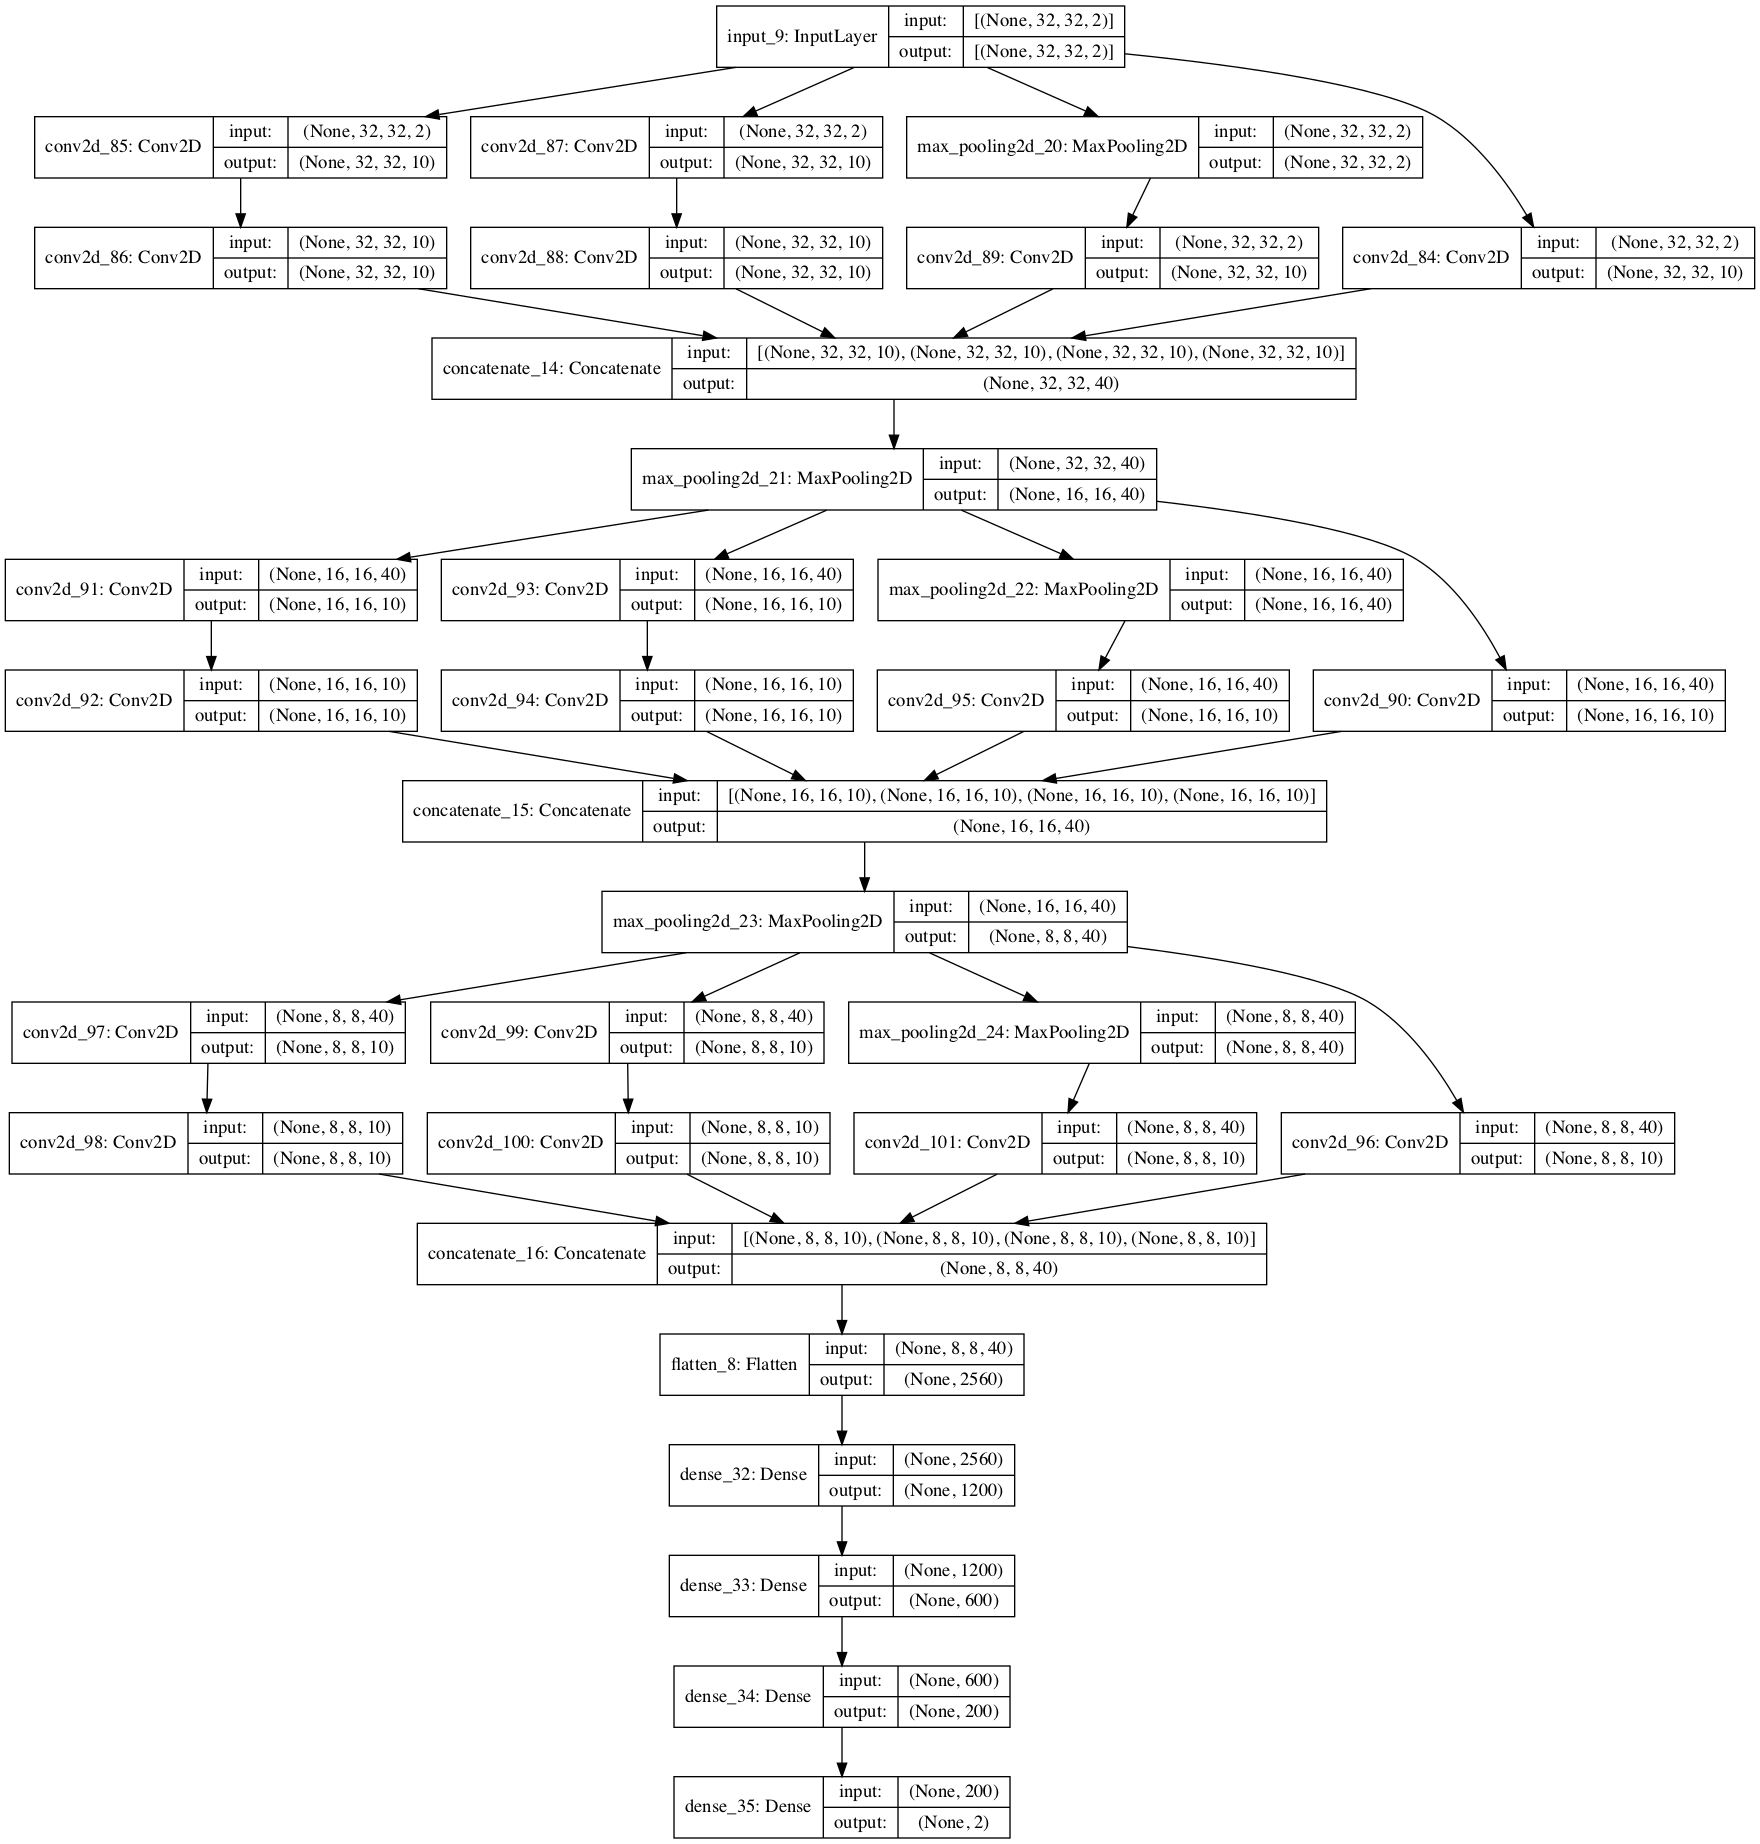 input_9: InputLayer
input: [(None, 32, 32, 2)]
output: [(None, 32, 32, 2)]
conv2d_85: Conv2D
input: (None, 32, 32, 2)
output: (None, 32, 32, 10)
conv2d_87: Conv2D
input: (None, 32, 32, 2)
output: (None, 32, 32, 10)
max_pooling2d_20: MaxPooling2D
input: (None, 32, 32, 2)
output: (None, 32, 32, 2)
conv2d_86: Conv2D
input: (None, 32, 32, 10)
output: (None, 32, 32, 10)
conv2d_88: Conv2D
input: (None, 32, 32, 10)
output: (None, 32, 32, 10)
conv2d_89: Conv2D
input: (None, 32, 32, 2)
output: (None, 32, 32, 10)
conv2d_84: Conv2D
input: (None, 32, 32, 2)
output: (None, 32, 32, 10)
concatenate_14: Concatenate
input: [(None, 32, 32, 10), (None, 32, 32, 10), (None, 32, 32, 10), (None, 32, 32, 10)]
output: (None, 32, 32, 40)
max_pooling2d_21: MaxPooling2D
input: (None, 32, 32, 40)
output: (None, 16, 16, 40)
conv2d_91: Conv2D
input: (None, 16, 16, 40)
output: (None, 16, 16, 10)
conv2d_93: Conv2D
input: (None, 16, 16, 40)
output: (None, 16, 16, 10)
max_pooling2d_22: MaxPooling2D
input: (None, 16, 16, 40)
output: (None, 16, 16, 40)
conv2d_92: Conv2D
input: (None, 16, 16, 10)
output: (None, 16, 16, 10)
conv2d_94: Conv2D
input: (None, 16, 16, 10)
output: (None, 16, 16, 10)
conv2d_95: Conv2D
input: (None, 16, 16, 40)
output: (None, 16, 16, 10)
conv2d_90: Conv2D
input: (None, 16, 16, 40)
output: (None, 16, 16, 10)
concatenate_15: Concatenate
input: [(None, 16, 16, 10), (None, 16, 16, 10), (None, 16, 16, 10), (None, 16, 16, 10)]
output: (None, 16, 16, 40)
max_pooling2d_23: MaxPooling2D
input: (None, 16, 16, 40)
output: (None, 8, 8, 40)
conv2d_97: Conv2D
input: (None, 8, 8, 40)
output: (None, 8, 8, 10)
conv2d_99: Conv2D
input: (None, 8, 8, 40)
output: (None, 8, 8, 10)
max_pooling2d_24: MaxPooling2D
input: (None, 8, 8, 40)
output: (None, 8, 8, 40)
conv2d_98: Conv2D
input: (None, 8, 8, 10)
output: (None, 8, 8, 10)
conv2d_100: Conv2D
input: (None, 8, 8, 10)
output: (None, 8, 8, 10)
conv2d_101: Conv2D
input: (None, 8, 8, 40)
output: (None, 8, 8, 10)
conv2d_96: Conv2D
input: (None, 8, 8, 40)
output: (None, 8, 8, 10)
concatenate_16: Concatenate
input: [(None, 8, 8, 10), (None, 8, 8, 10), (None, 8, 8, 10), (None, 8, 8, 10)]
output: (None, 8, 8, 40)
flatten_8: Flatten
input: (None, 8, 8, 40)
output: (None, 2560)
dense_32: Dense
input: (None, 2560)
output: (None, 1200)
dense_33: Dense
input: (None, 1200)
output: (None, 600)
dense_34: Dense
input: (None, 600)
output: (None, 200)
dense_35: Dense
input: (None, 200)
output: (None, 2)